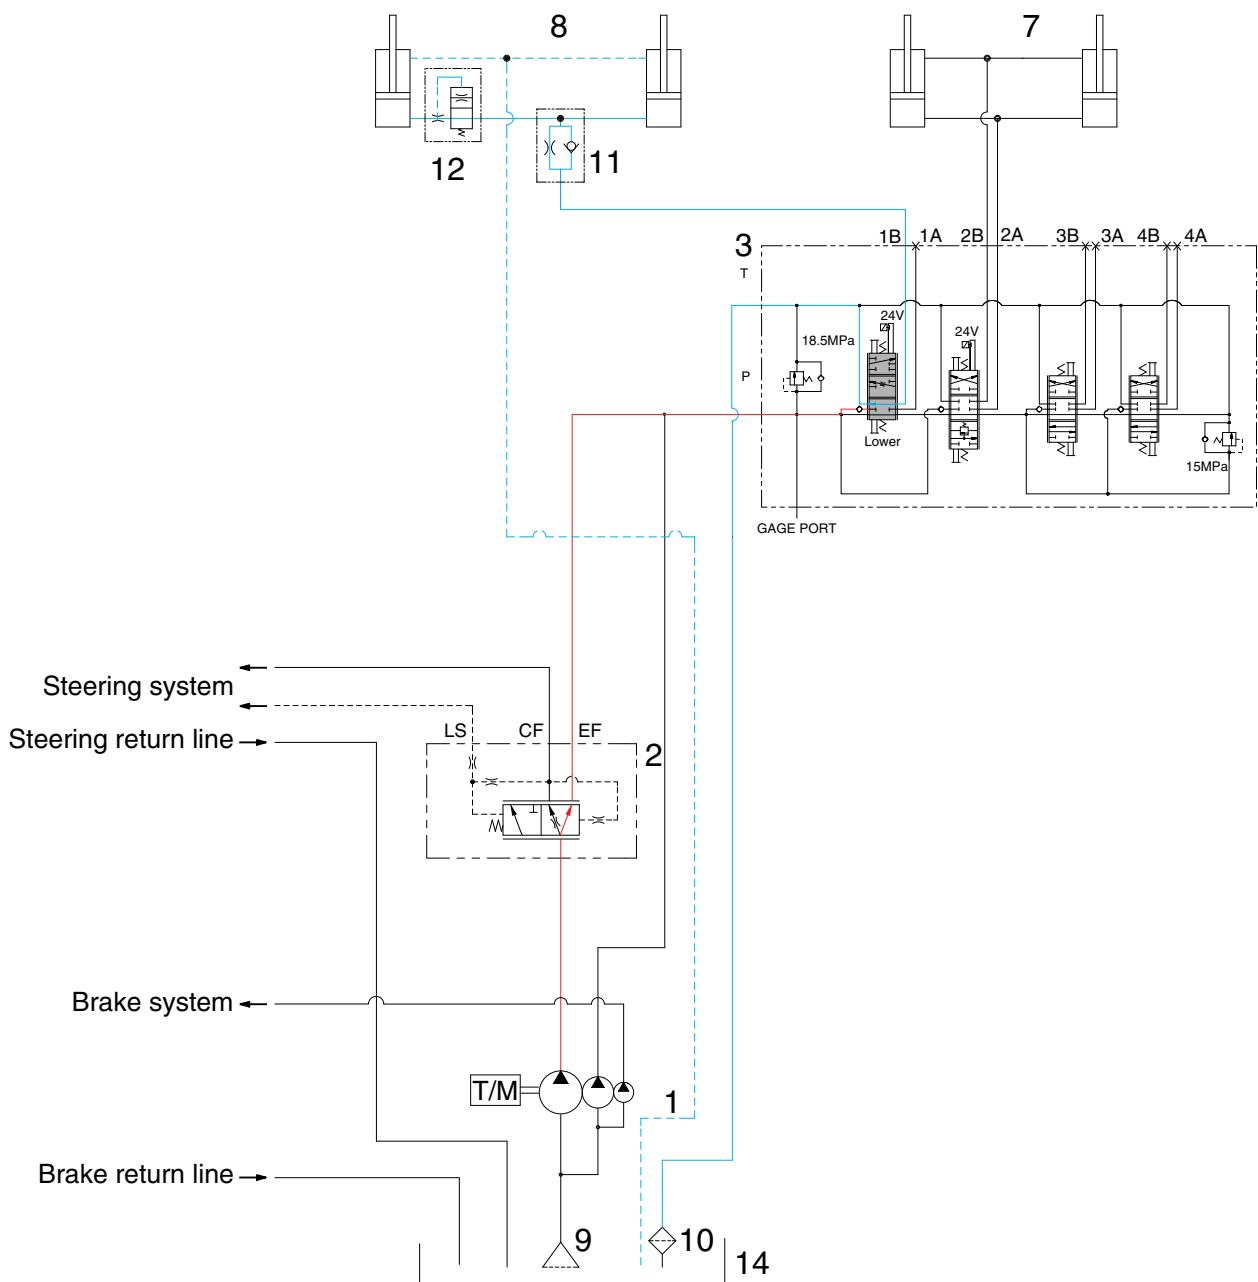 8
7
12
11
3
1B
1A
2B
2A
3B
3A
4B
4A
T
24V
24V
18.5MPa
P
Lower
15MPa
GAGE PORT
Steering system
Steering return line
LS
CF
EF
2
Brake system
T/M
1
Brake return line
9
10
14